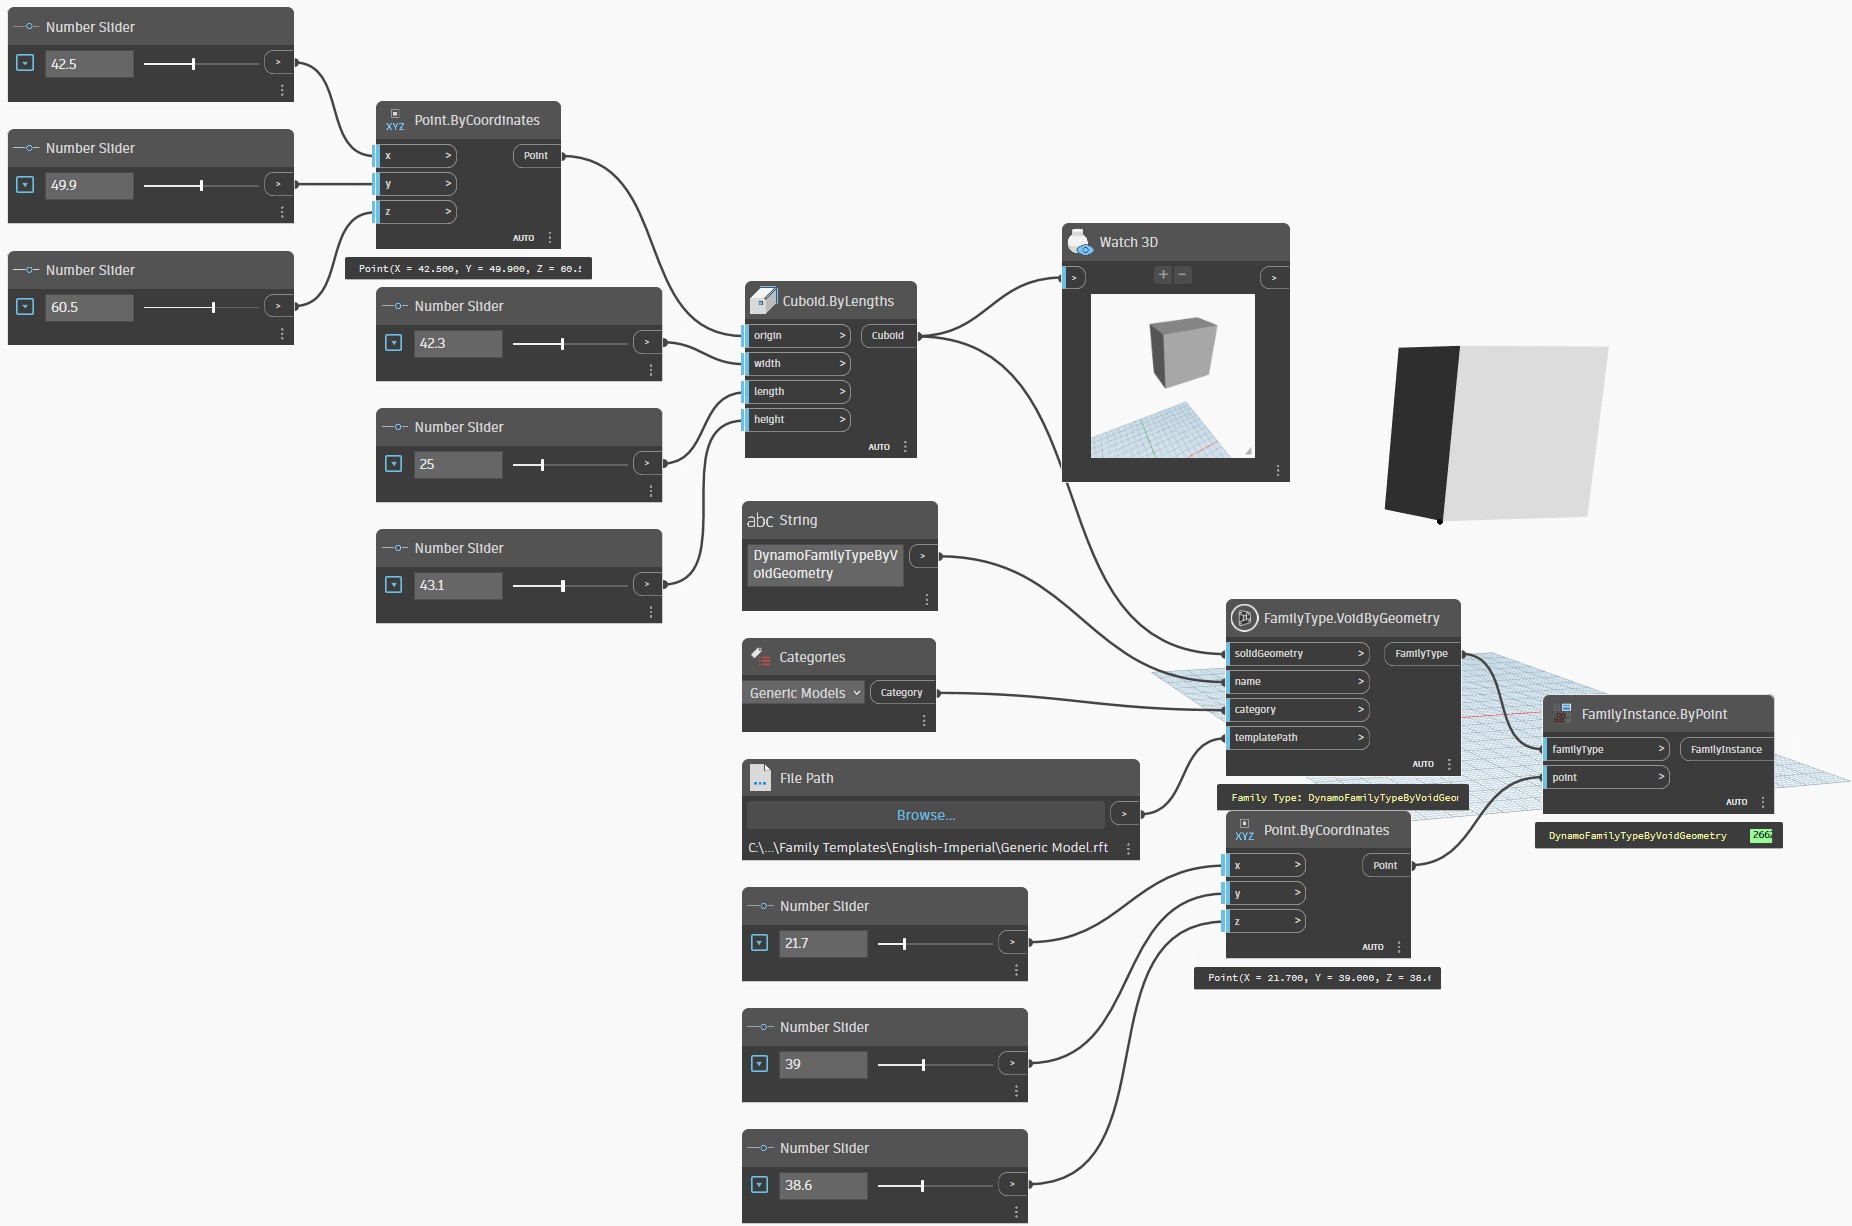 Number Slider
42.5
>
Number Slider
49.9
>
Number Slider
60.5
>
XYZ Point.ByCoordinates
x > Point
y >
z >
AUTO
Point(X = 42.500, Y = 49.900, Z = 60.5
Number Slider
42.3
>
Number Slider
25
>
Number Slider
43.1
>
Cuboid.ByLengths
origin > Cuboid
width >
length >
height >
AUTO
Watch 3D
> + − >
abc String
DynamoFamilyTypeByV
oidGeometry
>
Categories
Generic Models Category
File Path
Browse...
>
C:\...\Family Templates\English-Imperial\Generic Model.rft
FamilyType.VoidByGeometry
solidGeometry > FamilyType
name >
category >
templatePath >
AUTO
Family Type: DynamoFamilyTypeByVoidGeo
XYZ Point.ByCoordinates
x > Point
y >
z >
AUTO
Point(X = 21.700, Y = 39.000, Z = 38.6
FamilyInstance.ByPoint
familyType > FamilyInstance
point >
AUTO
DynamoFamilyTypeByVoidGeometry 266
Number Slider
21.7
>
Number Slider
39
>
Number Slider
38.6
>